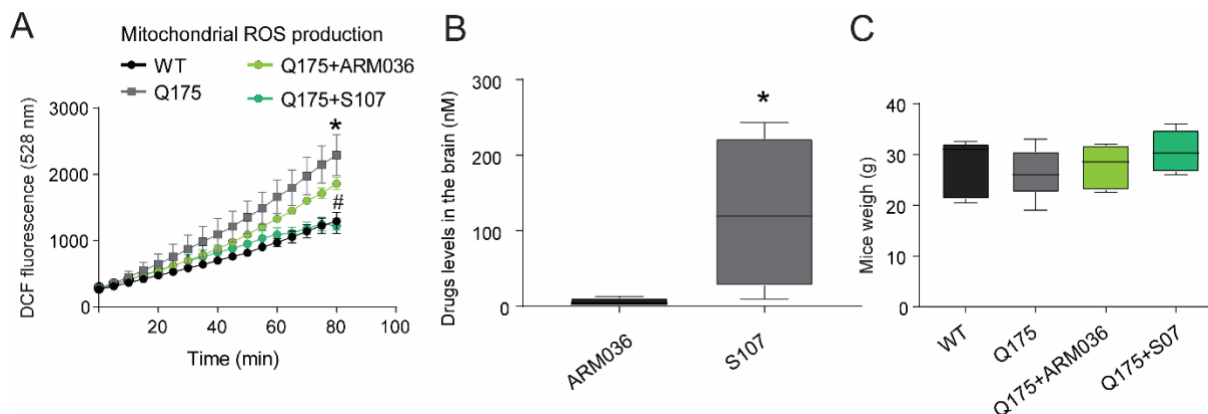 A
Mitochondrial ROS production
WT
Q175+ARM036
Q175
Q175+S107
DCF fluorescence (528 nm)
3000
2000
1000
0
*
#
20
40
60
80
100
Time (min)
B
Drugs levels in the brain (nM)
300
200
100
0
*
ARM036
S107
C
Mice weigh (g)
40
30
20
10
0
WT
Q175
Q175+ARM036
Q175+S07